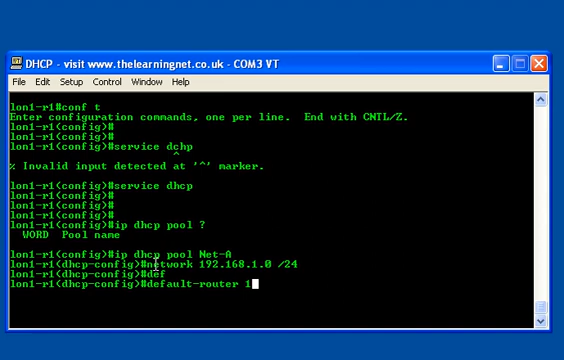 DHCP - visit www.thelearningnet.co.uk - COM3 VT
File Edit Setup Control Window Help
lon1-r1#conf t
Enter configuration commands, one per line.  End with CNTL/Z.
lon1-r1(config)#
lon1-r1(config)#
lon1-r1(config)#service dchp
^
% Invalid input detected at '^' marker.
lon1-r1(config)#service dhcp
lon1-r1(config)#
lon1-r1(config)#
lon1-r1(config)#
lon1-r1(config)#ip dhcp pool ?
WORD  Pool name
lon1-r1(config)#ip dhcp pool Net-A
lon1-r1(dhcp-config)#network 192.168.1.0 /24
lon1-r1(dhcp-config)#def
lon1-r1(dhcp-config)#default-router 1